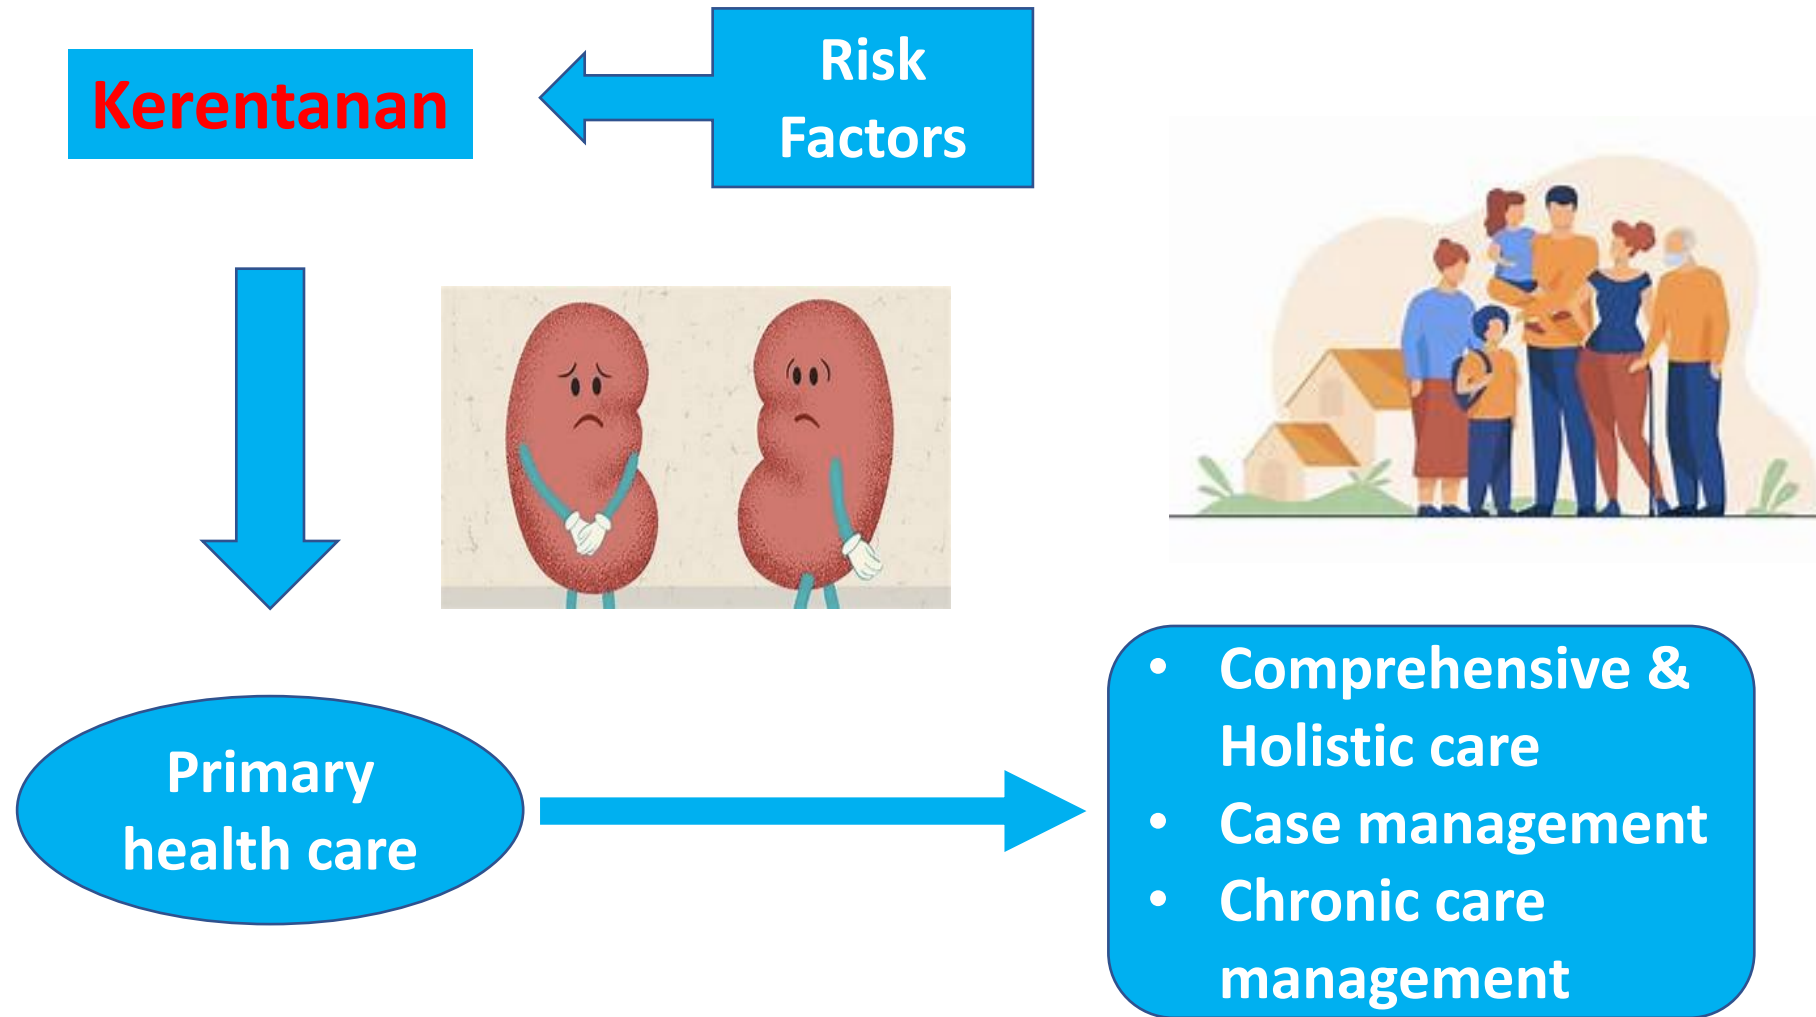 Kerentanan
Risk
Factors
Primary
health care
• Comprehensive &
Holistic care
• Case management
• Chronic care
management